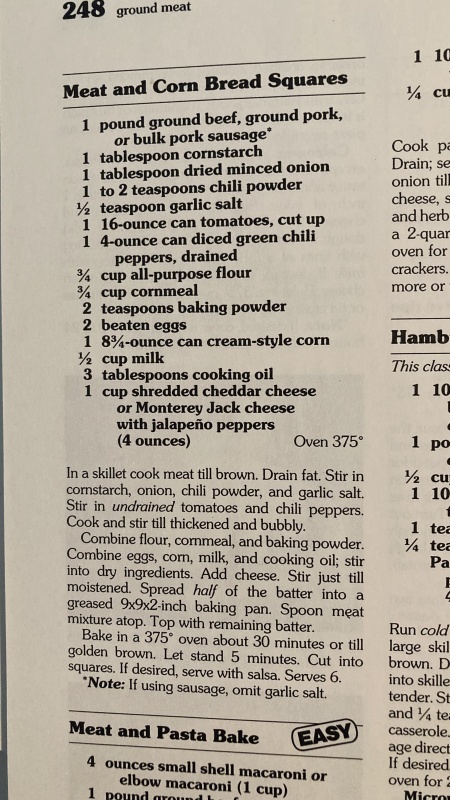 248 ground meat
Meat and Corn Bread Squares
1 pound ground beef, ground pork,
or bulk pork sausage*
1 tablespoon cornstarch
1 tablespoon dried minced onion
1 to 2 teaspoons chili powder
½ teaspoon garlic salt
1 16-ounce can tomatoes, cut up
1 4-ounce can diced green chili
peppers, drained
¾ cup all-purpose flour
¾ cup cornmeal
2 teaspoons baking powder
2 beaten eggs
1 8¾-ounce can cream-style corn
½ cup milk
3 tablespoons cooking oil
1 cup shredded cheddar cheese
or Monterey Jack cheese
with jalapeño peppers
(4 ounces) Oven 375°
In a skillet cook meat till brown. Drain fat. Stir in
cornstarch, onion, chili powder, and garlic salt.
Stir in undrained tomatoes and chili peppers.
Cook and stir till thickened and bubbly.
Combine flour, cornmeal, and baking powder.
Combine eggs, corn, milk, and cooking oil; stir
into dry ingredients. Add cheese. Stir just till
moistened. Spread half of the batter into a
greased 9x9x2-inch baking pan. Spoon meat
mixture atop. Top with remaining batter.
Bake in a 375° oven about 30 minutes or till
golden brown. Let stand 5 minutes. Cut into
squares. If desired, serve with salsa. Serves 6.
*Note: If using sausage, omit garlic salt.
Meat and Pasta Bake EASY
4 ounces small shell macaroni or
elbow macaroni (1 cup)
1 pound ground
1 10
¼ cu
Cook pa
Drain; se
onion till
cheese, s
and herb
a 2-quar
oven for
crackers.
more or
Hamb
This class
1 10
1 po
½ cu
1 10
1 tea
¼ tea
Pa
Run cold
large skil
brown. D
into skille
tender. St
and ¼ te
casserole.
age direct
If desired
oven for 2
Micro